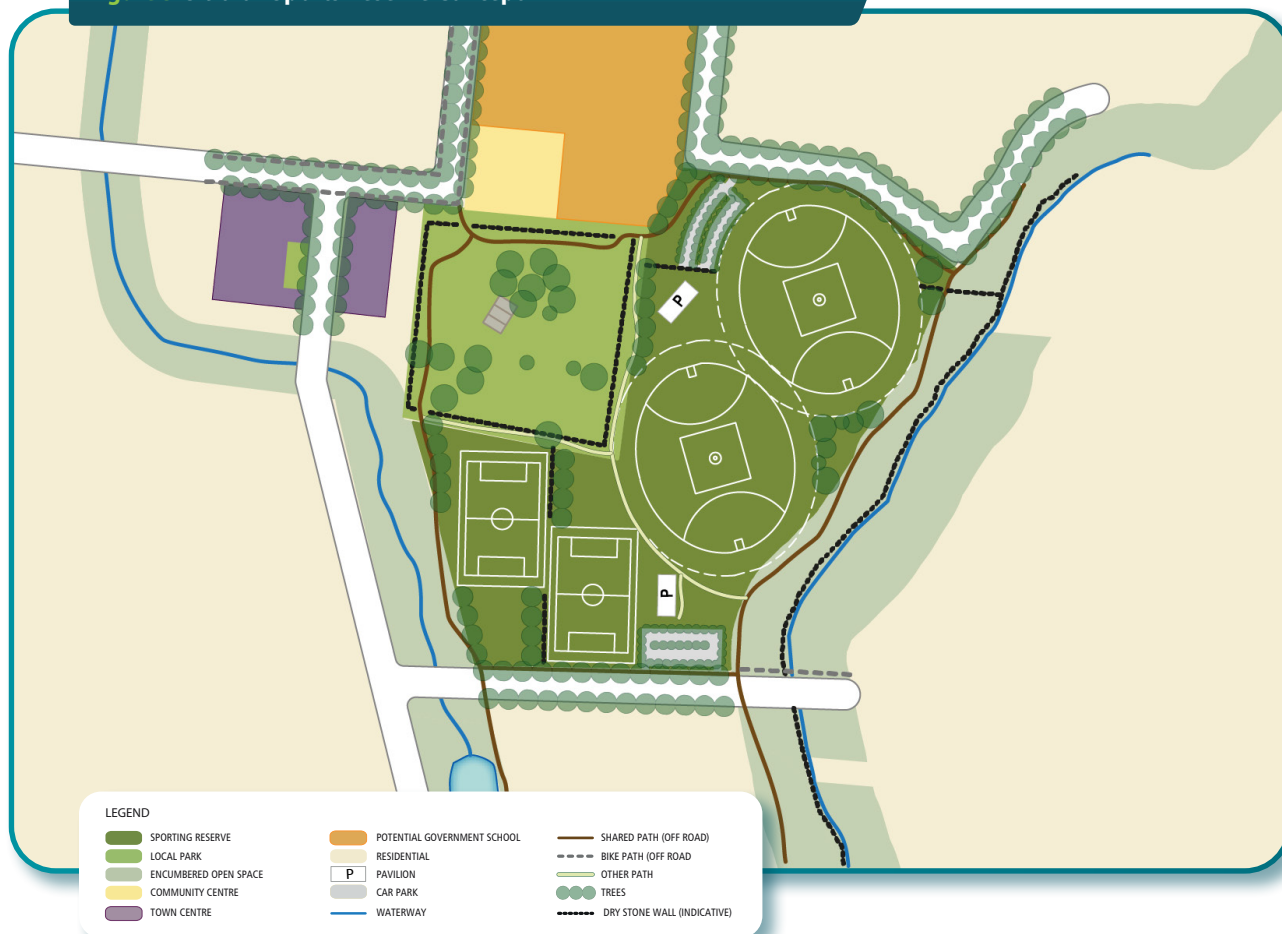 P
P
LEGEND
SPORTING RESERVE
LOCAL PARK
ENCUMBERED OPEN SPACE
COMMUNITY CENTRE
TOWN CENTRE
POTENTIAL GOVERNMENT SCHOOL
RESIDENTIAL
P PAVILION
CAR PARK
WATERWAY
SHARED PATH (OFF ROAD)
BIKE PATH (OFF ROAD
OTHER PATH
TREES
DRY STONE WALL (INDICATIVE)